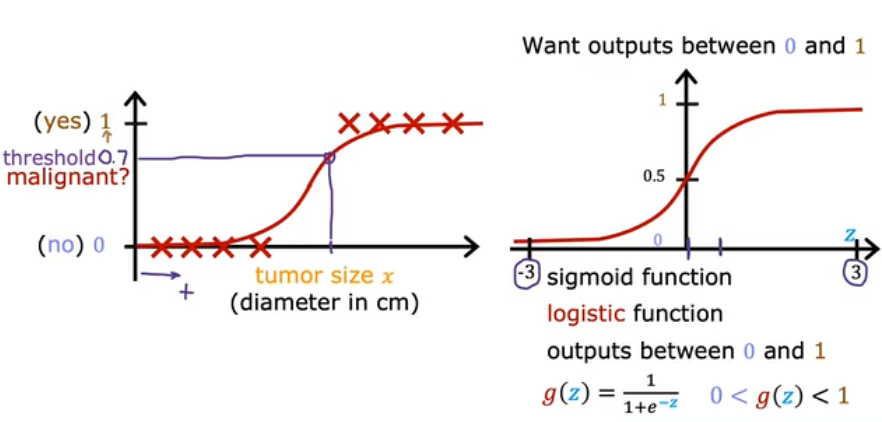 Want outputs between 0 and 1
(yes) 1
threshold 0.7
malignant?
(no) 0
+
tumor size x
(diameter in cm)
1
0.5
0
z
-3
3
sigmoid function
logistic function
outputs between 0 and 1
g(z) = 1/1+e^-z 0 < g(z) < 1